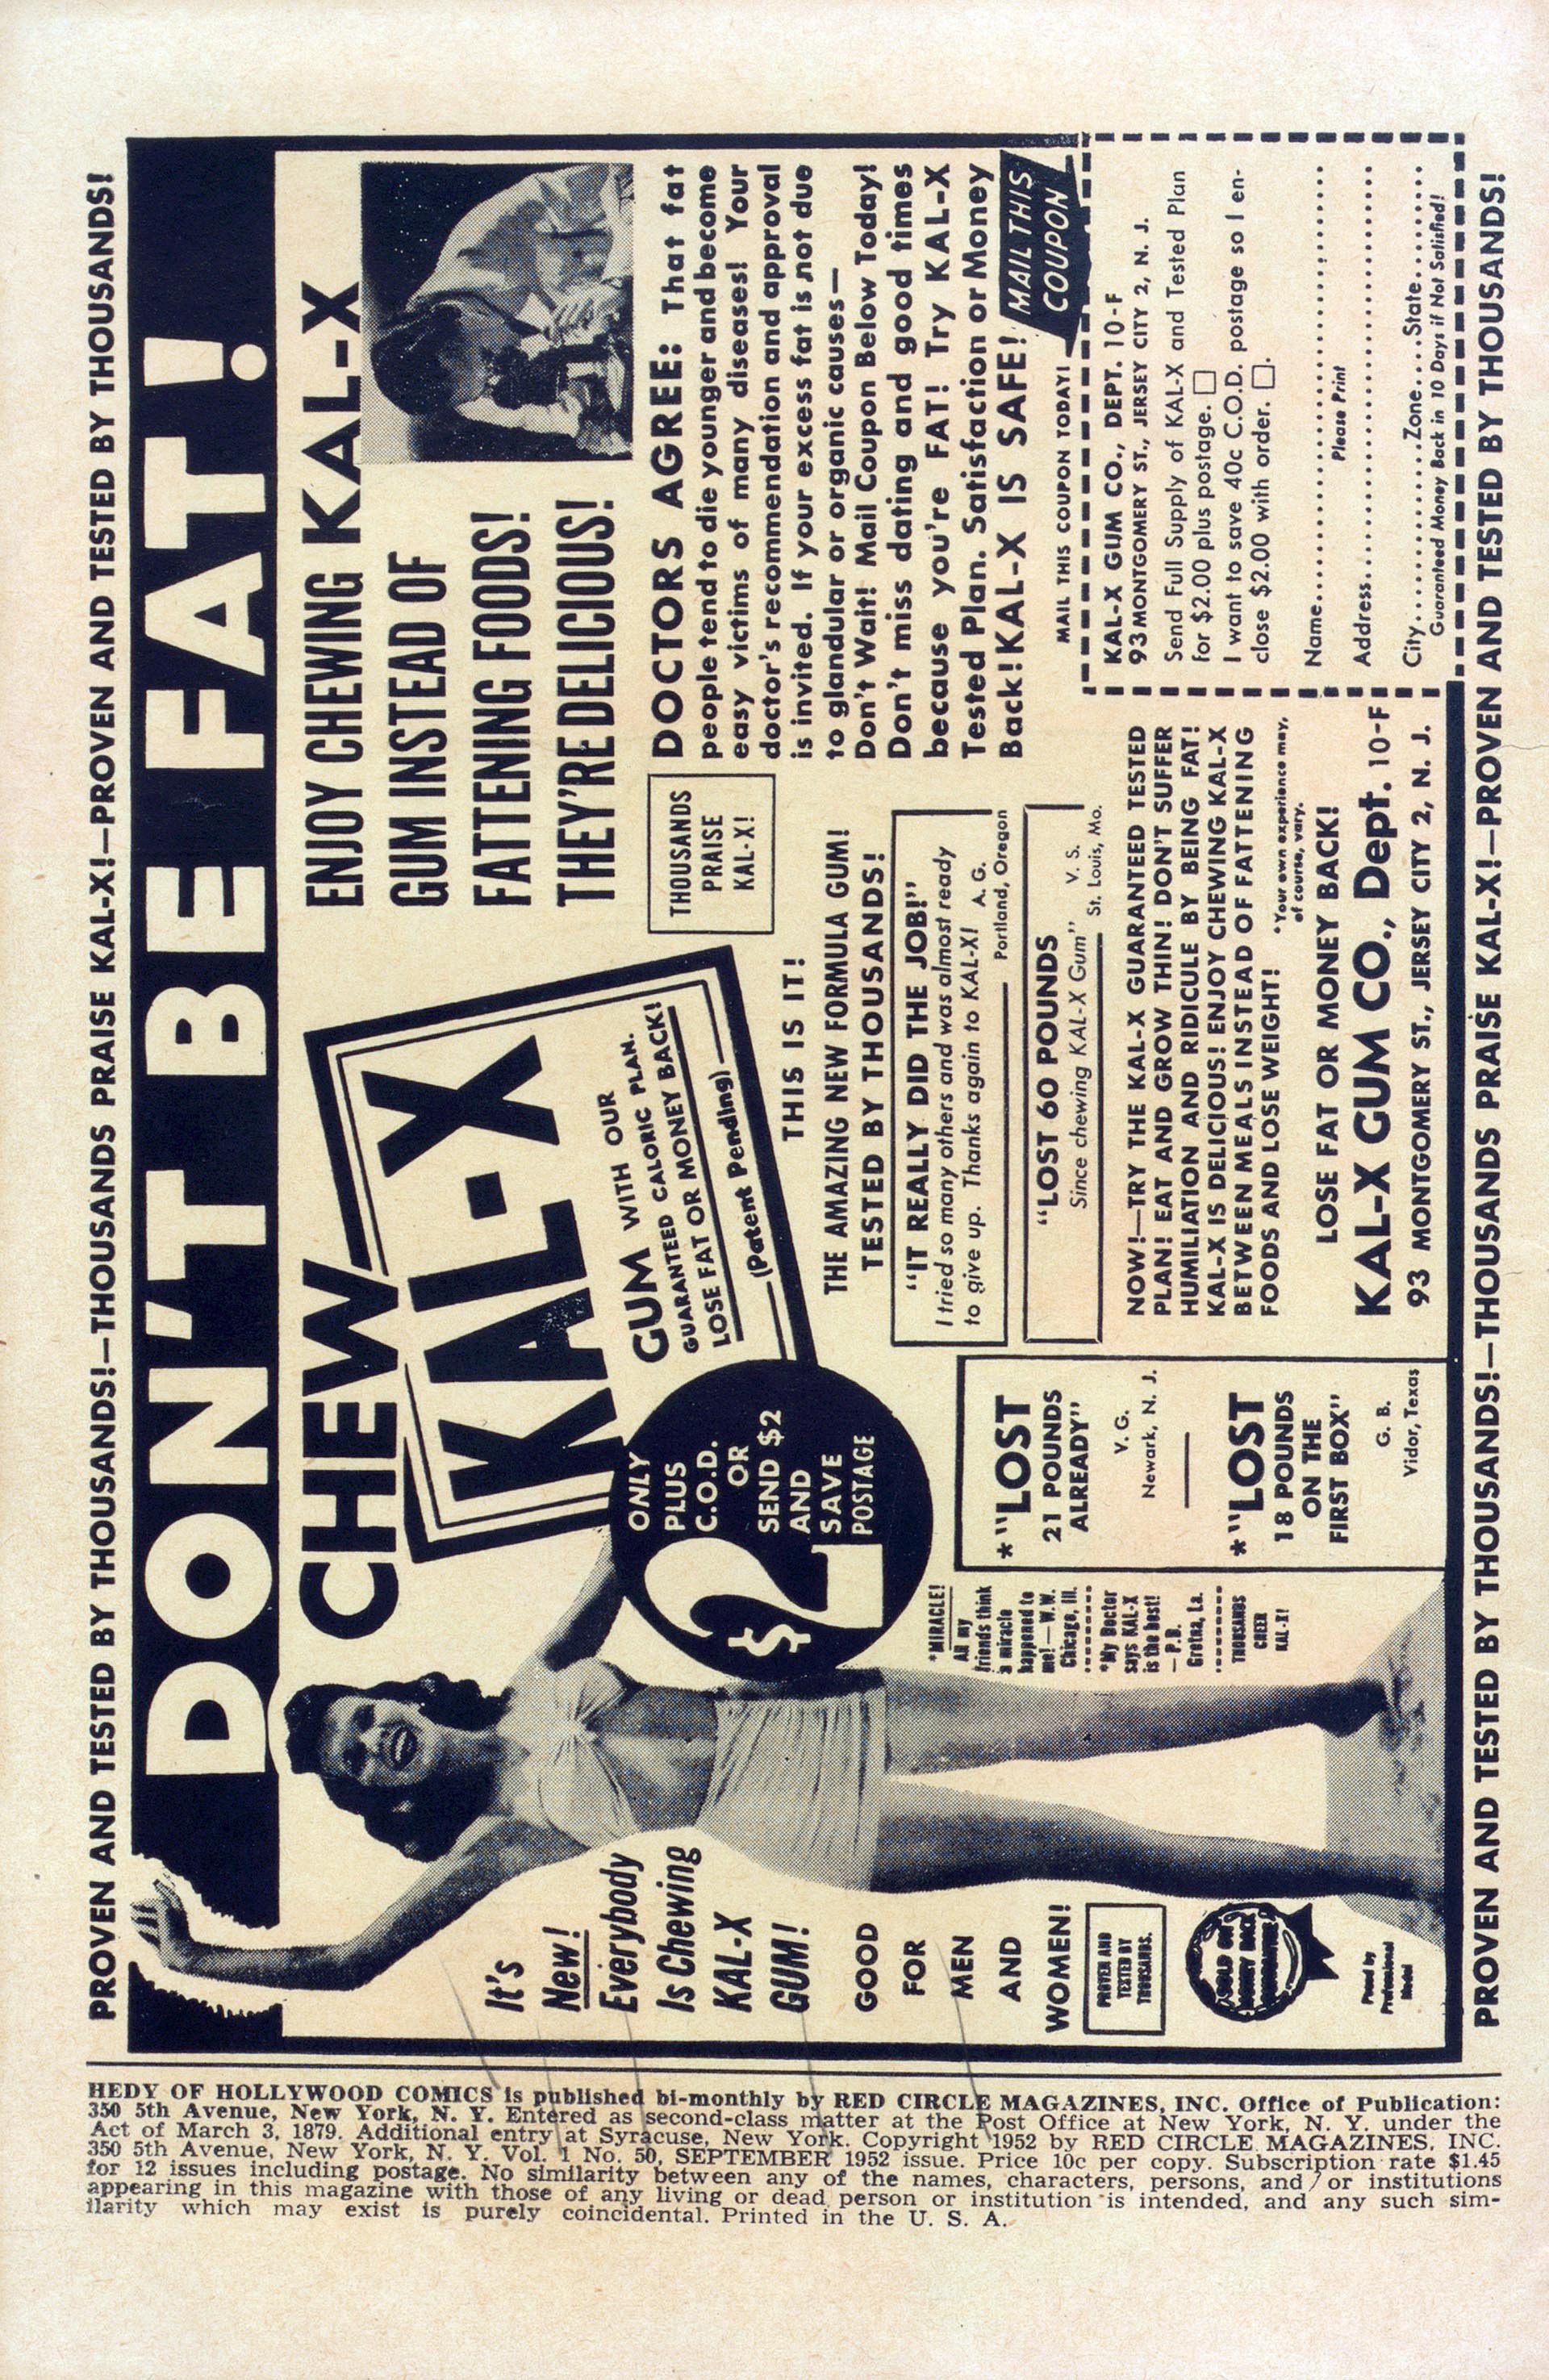 PROVEN AND TESTED BY THOUSANDS!—THOUSANDS PRAISE KAL-X!—PROVEN AND TESTED BY THOUSANDS!
DON'T BE FAT!
CHEW
KAL-X
GUM WITH OUR
GUARANTEED CALORIC PLAN.
LOSE FAT OR MONEY BACK!
(Patent Pending)
ENJOY CHEWING KAL-X
GUM INSTEAD OF
FATTENING FOODS!
THEY'RE DELICIOUS!
It's
New!
Everybody
Is Chewing
KAL-X
GUM!
GOOD
FOR
MEN
AND
WOMEN!
PROVEN AND
TESTED BY
THOUSANDS.
SOLD ON
MONEY BACK
GUARANTEE!
Posed by
Professional
Model
$2
ONLY
PLUS
C.O.D.
OR
SEND $2
AND
SAVE
POSTAGE
*MIRACLE!
All my
friends think
a miracle
happened to
me!—W.W.
Chicago, Ill.
*My Doctor
says KAL-X
is the best!
—P.D.
Gretna, La.
THOUSANDS
CHEER
KAL-X!
*"LOST
21 POUNDS
ALREADY"
V. G.
Newark, N. J.
*"LOST
18 POUNDS
ON THE
FIRST BOX"
G. B.
Vidor, Texas
THIS IS IT!
THE AMAZING NEW FORMULA GUM!
TESTED BY THOUSANDS!
THOUSANDS
PRAISE
KAL-X!
"IT REALLY DID THE JOB!"
I tried so many others and was almost ready
to give up. Thanks again to KAL-X! A.G.
Portland, Oregon
"LOST 60 POUNDS
Since chewing KAL-X Gum" V. S.
St. Louis, Mo.
NOW!—TRY THE KAL-X GUARANTEED TESTED
PLAN! EAT AND GROW THIN! DON'T SUFFER
HUMILIATION AND RIDICULE BY BEING FAT!
KAL-X IS DELICIOUS! ENJOY CHEWING KAL-X
BETWEEN MEALS INSTEAD OF FATTENING
FOODS AND LOSE WEIGHT!
*Your own experience may,
of course, vary.
LOSE FAT OR MONEY BACK!
KAL-X GUM CO., Dept. 10-F
93 MONTGOMERY ST., JERSEY CITY 2, N. J.
DOCTORS AGREE: That fat
people tend to die younger and become
easy victims of many diseases! Your
doctor's recommendation and approval
is invited. If your excess fat is not due
to glandular or organic causes—
Don't Wait! Mail Coupon Below Today!
Don't miss dating and good times
because you're FAT! Try KAL-X
Tested Plan. Satisfaction or Money
Back! KAL-X IS SAFE!
MAIL THIS
COUPON
MAIL THIS COUPON TODAY!
KAL-X GUM CO., DEPT. 10-F
93 MONTGOMERY ST., JERSEY CITY 2, N. J.
Send Full Supply of KAL-X and Tested Plan
for $2.00 plus postage. □
I want to save 40c C.O.D. postage so I en-
close $2.00 with order. □.
Name
Please Print
Address
City Zone State
Guaranteed Money Back in 10 Days if Not Satisfied!
PROVEN AND TESTED BY THOUSANDS!—THOUSANDS PRAISE KAL-X!—PROVEN AND TESTED BY THOUSANDS!
HEDY OF HOLLYWOOD COMICS is published bi-monthly by RED CIRCLE MAGAZINES, INC. Office of Publication:
350 5th Avenue, New York, N. Y. Entered as second-class matter at the Post Office at New York, N. Y. under the
Act of March 3, 1879. Additional entry at Syracuse, New York. Copyright 1952 by RED CIRCLE MAGAZINES, INC.
350 5th Avenue, New York, N. Y. Vol. 1 No. 50, SEPTEMBER 1952 issue. Price 10c per copy. Subscription rate $1.45
for 12 issues including postage. No similarity between any of the names, characters, persons, and/or institutions
appearing in this magazine with those of any living or dead person or institution is intended, and any such sim-
ilarity which may exist is purely coincidental. Printed in the U. S. A.